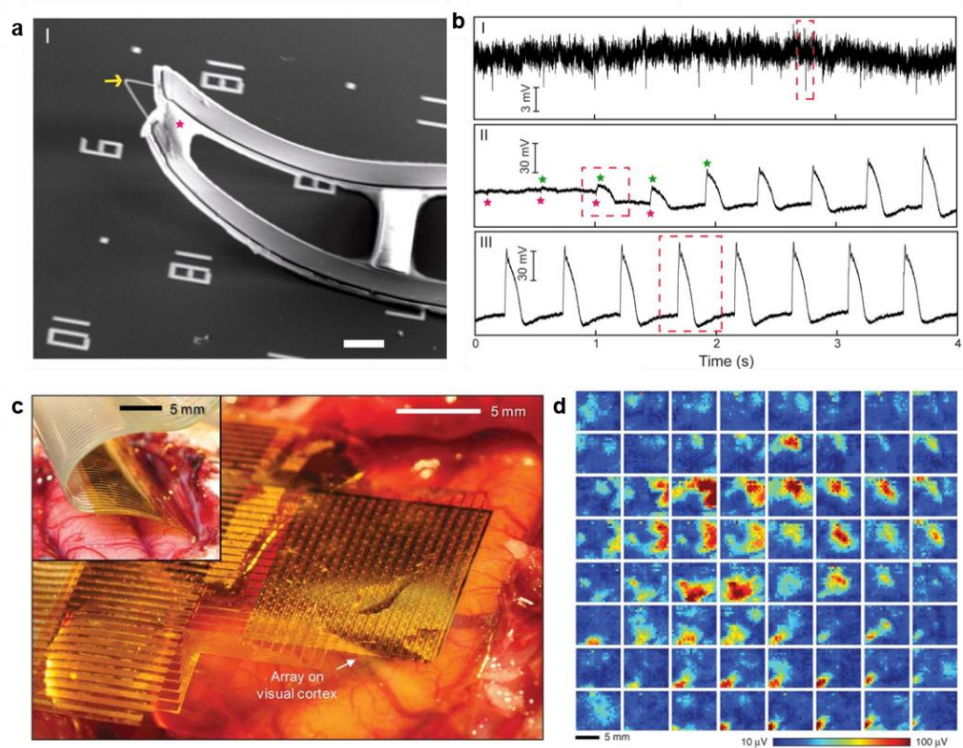 a
I
b
I
3 mV
II
30 mV
III
30 mV
0 1 2 3 4
Time (s)
c
5 mm
5 mm
Array on
visual cortex
d
5 mm
10 µV
100 µV